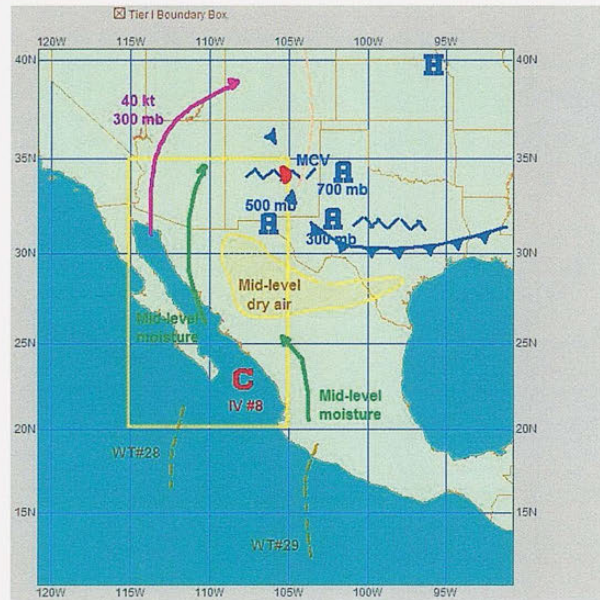 Tier I Boundary Box
120W 115W 110W 105W 100W 95W
40N 40N
H
40 kt
300 mb
35N 35N
MCV
A
700 mb
500 mb
A
A
300 mb
30N 30N
Mid-level
dry air
Mid-level
moisture
25N 25N
C
IV #8
Mid-level
moisture
20N 20N
WT#28
15N 15N
WT#29
120W 115W 110W 105W 100W 95W